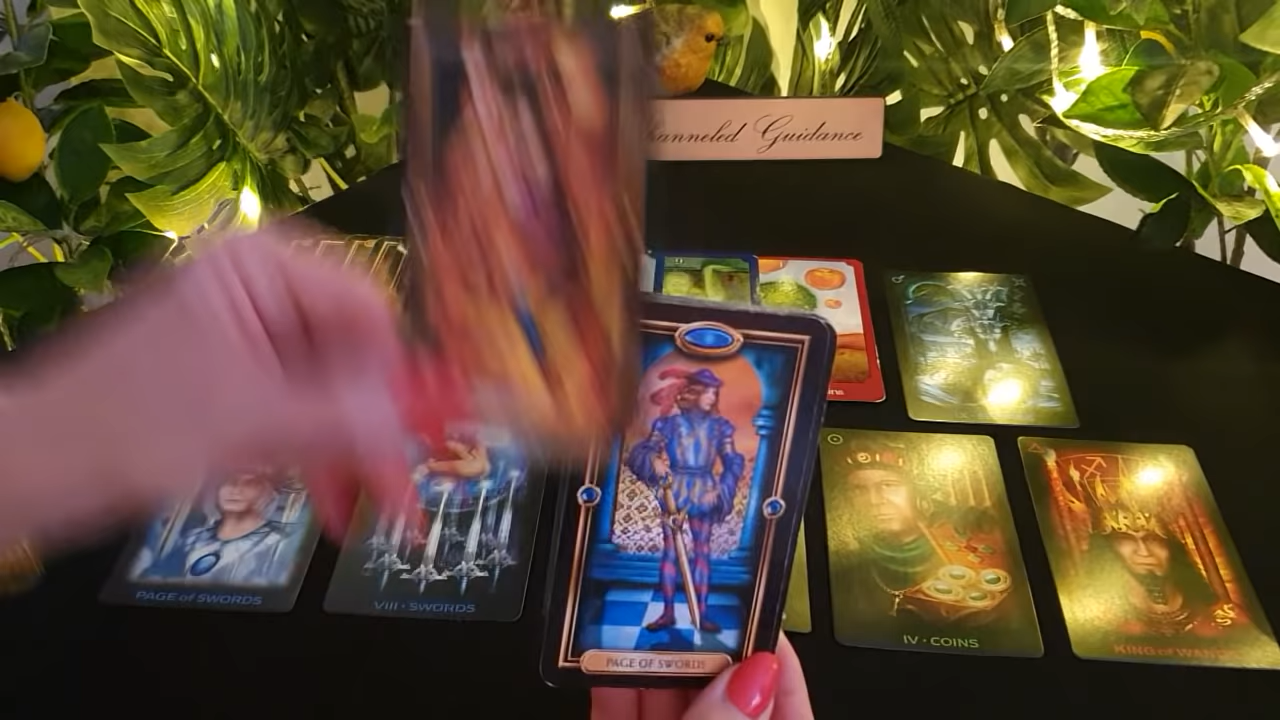 anneled Guidance
PAGE of SWORDS
VIII · SWORDS
PAGE OF SWORDS
IV · COINS
KING of WANDS